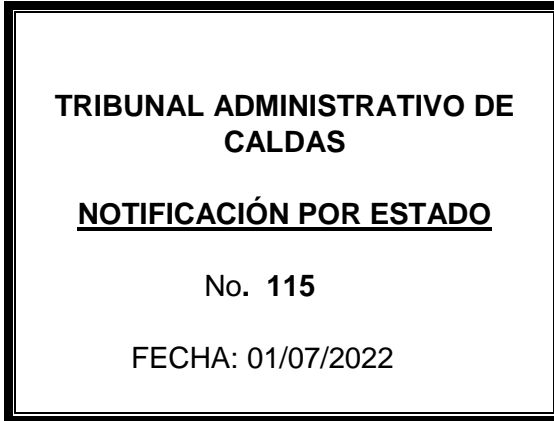 TRIBUNAL ADMINISTRATIVO DE
CALDAS
NOTIFICACIÓN POR ESTADO
No. 115
FECHA: 01/07/2022